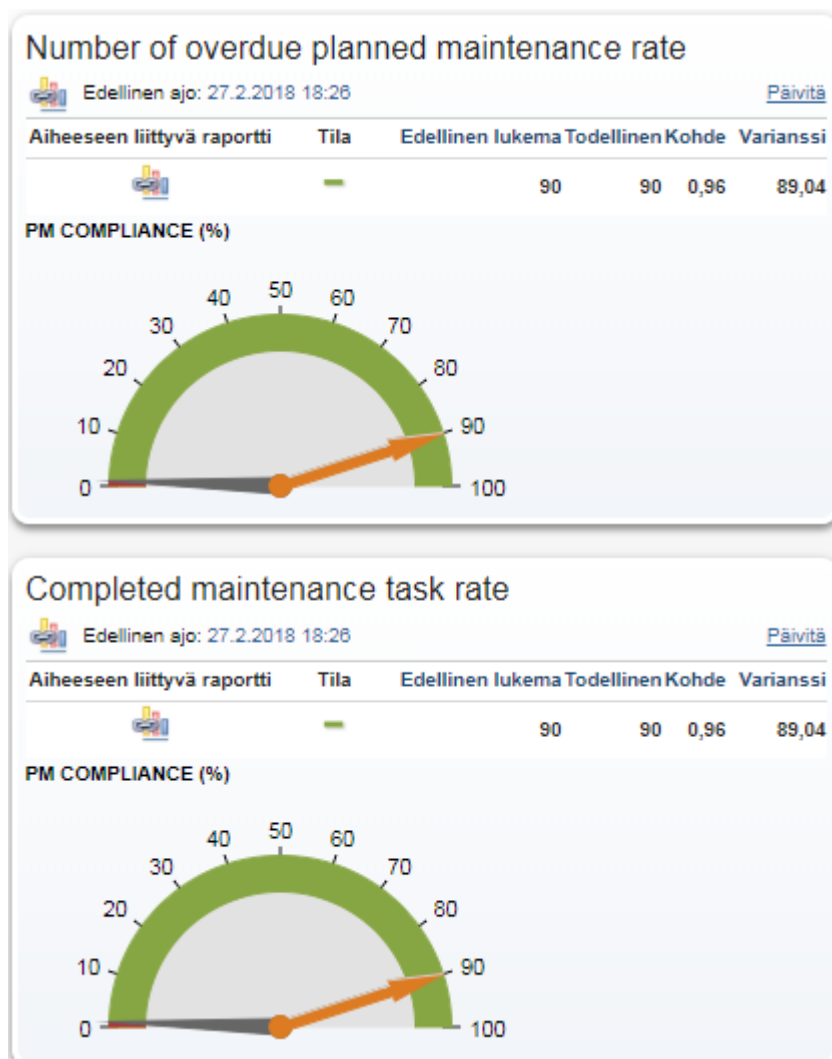 Number of overdue planned maintenance rate
Edellinen ajo: 27.2.2018 18:26 Päivitä
Aiheeseen liittyvä raportti Tila Edellinen lukema Todellinen Kohde Varianssi
90 90 0,96 89,04
PM COMPLIANCE (%)
50
40 60
30 70
20 80
10 90
0 100
Completed maintenance task rate
Edellinen ajo: 27.2.2018 18:26 Päivitä
Aiheeseen liittyvä raportti Tila Edellinen lukema Todellinen Kohde Varianssi
90 90 0,96 89,04
PM COMPLIANCE (%)
50
40 60
30 70
20 80
10 90
0 100